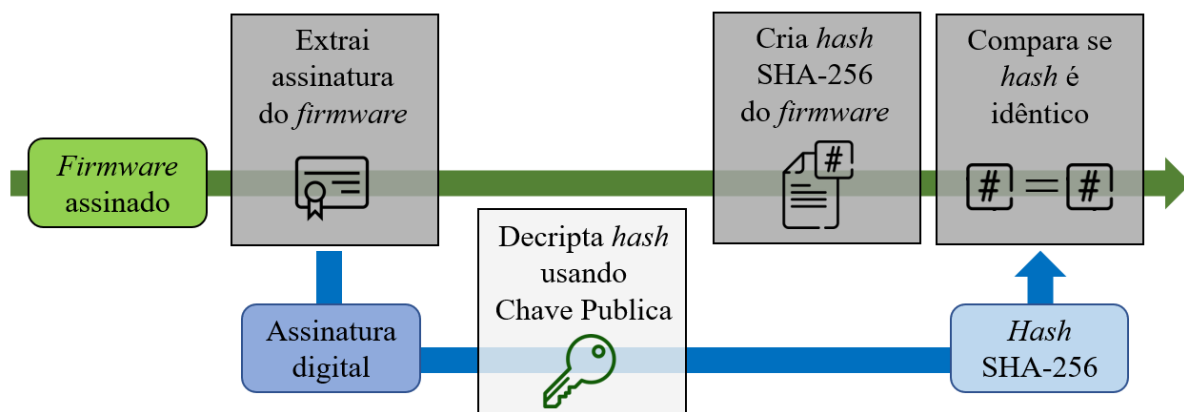 Extrai
assinatura
do firmware
Cria hash
SHA-256
do firmware
#
Compara se
hash é
idêntico
# = #
Firmware
assinado
Decripta hash
usando
Chave Publica
Assinatura
digital
Hash
SHA-256